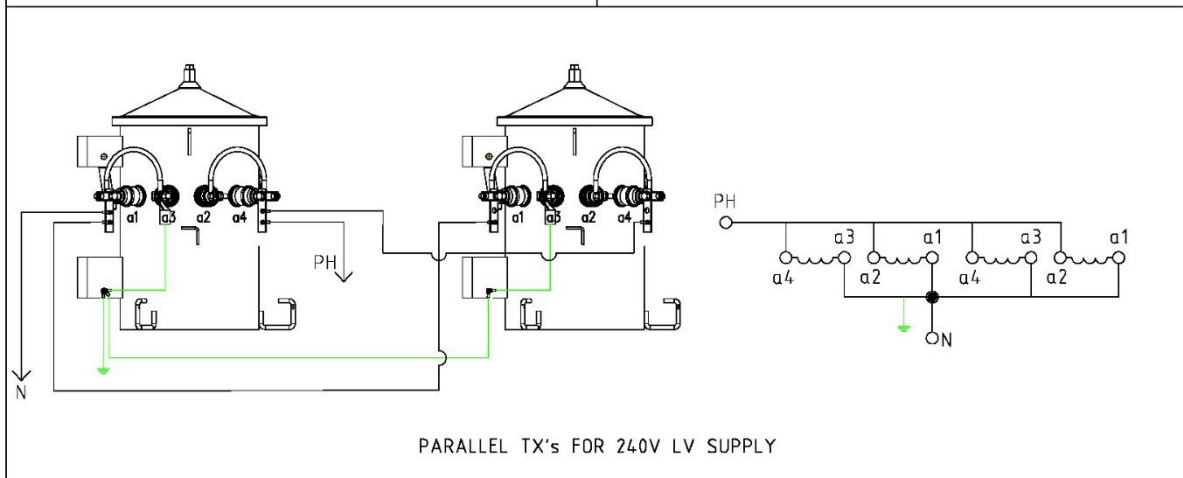 a1 a3 a2 a4
PH
N
a1 a3 a2 a4
PH
a3 a1 a3 a1
a4 a2 a4 a2
N
PARALLEL TX's FOR 240V LV SUPPLY